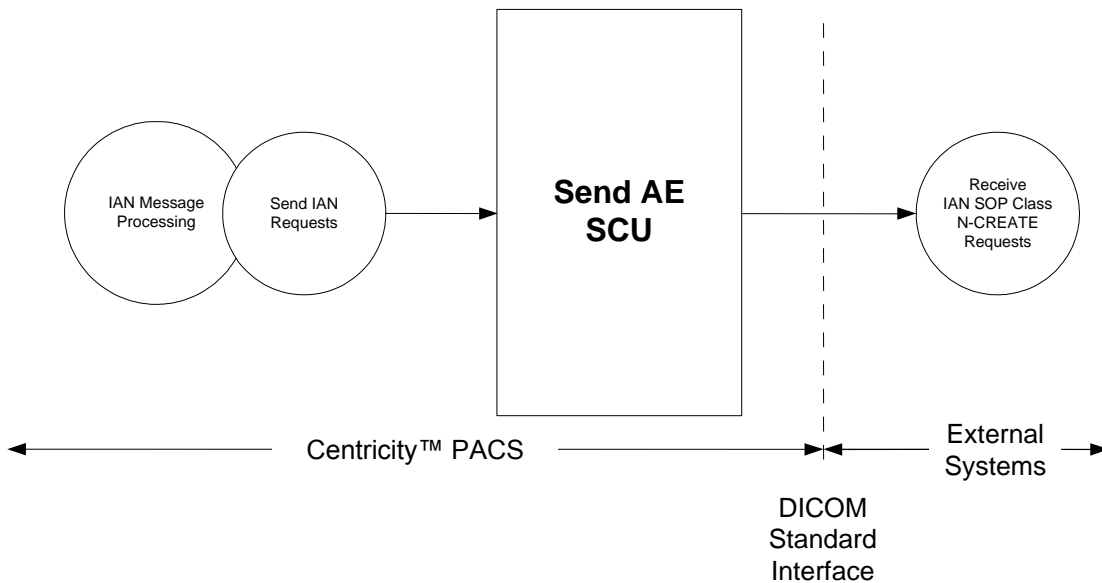 IAN Message
Processing
Send IAN
Requests
Send AE
SCU
Receive
IAN SOP Class
N-CREATE
Requests
Centricity™ PACS
External
Systems
DICOM
Standard
Interface